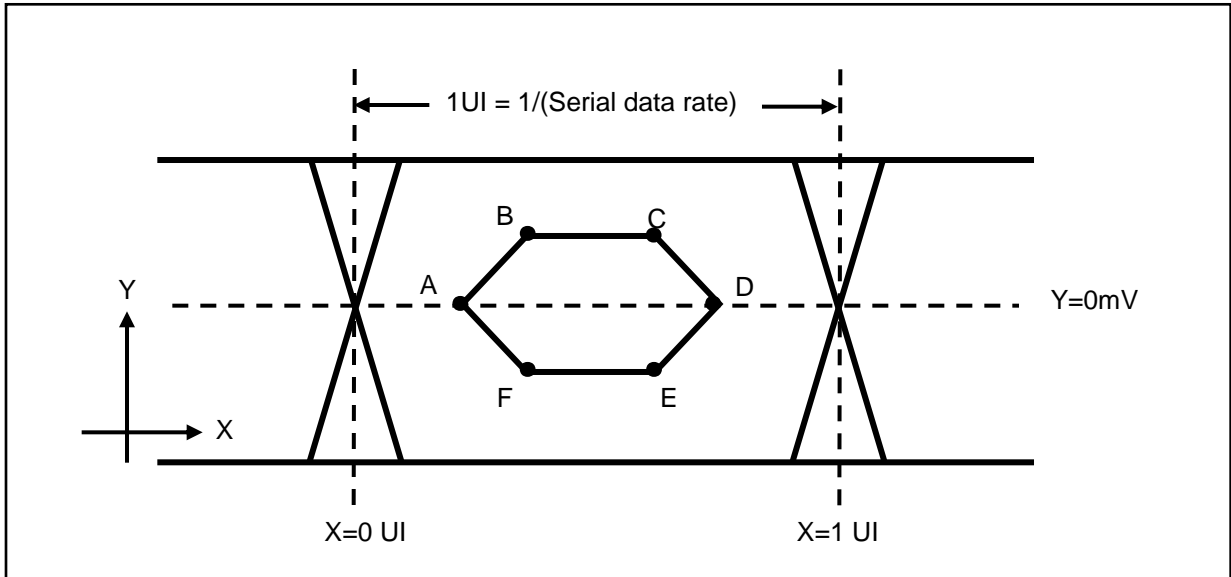 1UI = 1/(Serial data rate)
B
C
A
D
Y
Y=0mV
F
E
X
X=0 UI
X=1 UI